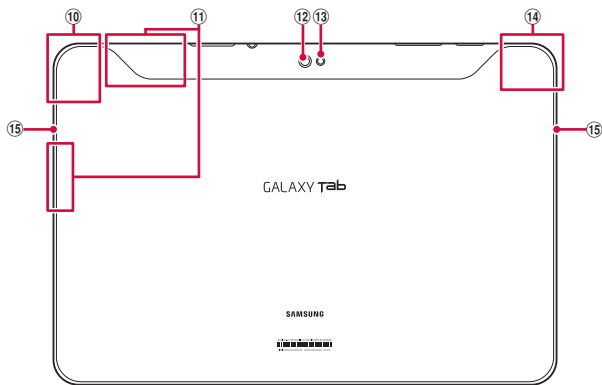 ⑩ ⑪ ⑫ ⑬ ⑭
⑮ ⑮
GALAXY Tab
SAMSUNG